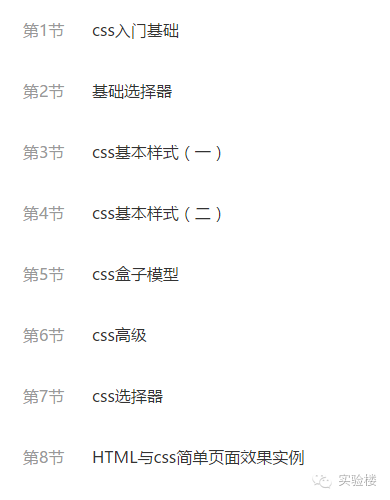 第1节 css入门基础
第2节 基础选择器
第3节 css基本样式（一）
第4节 css基本样式（二）
第5节 css盒子模型
第6节 css高级
第7节 css选择器
第8节 HTML与css简单页面效果实例
实验楼